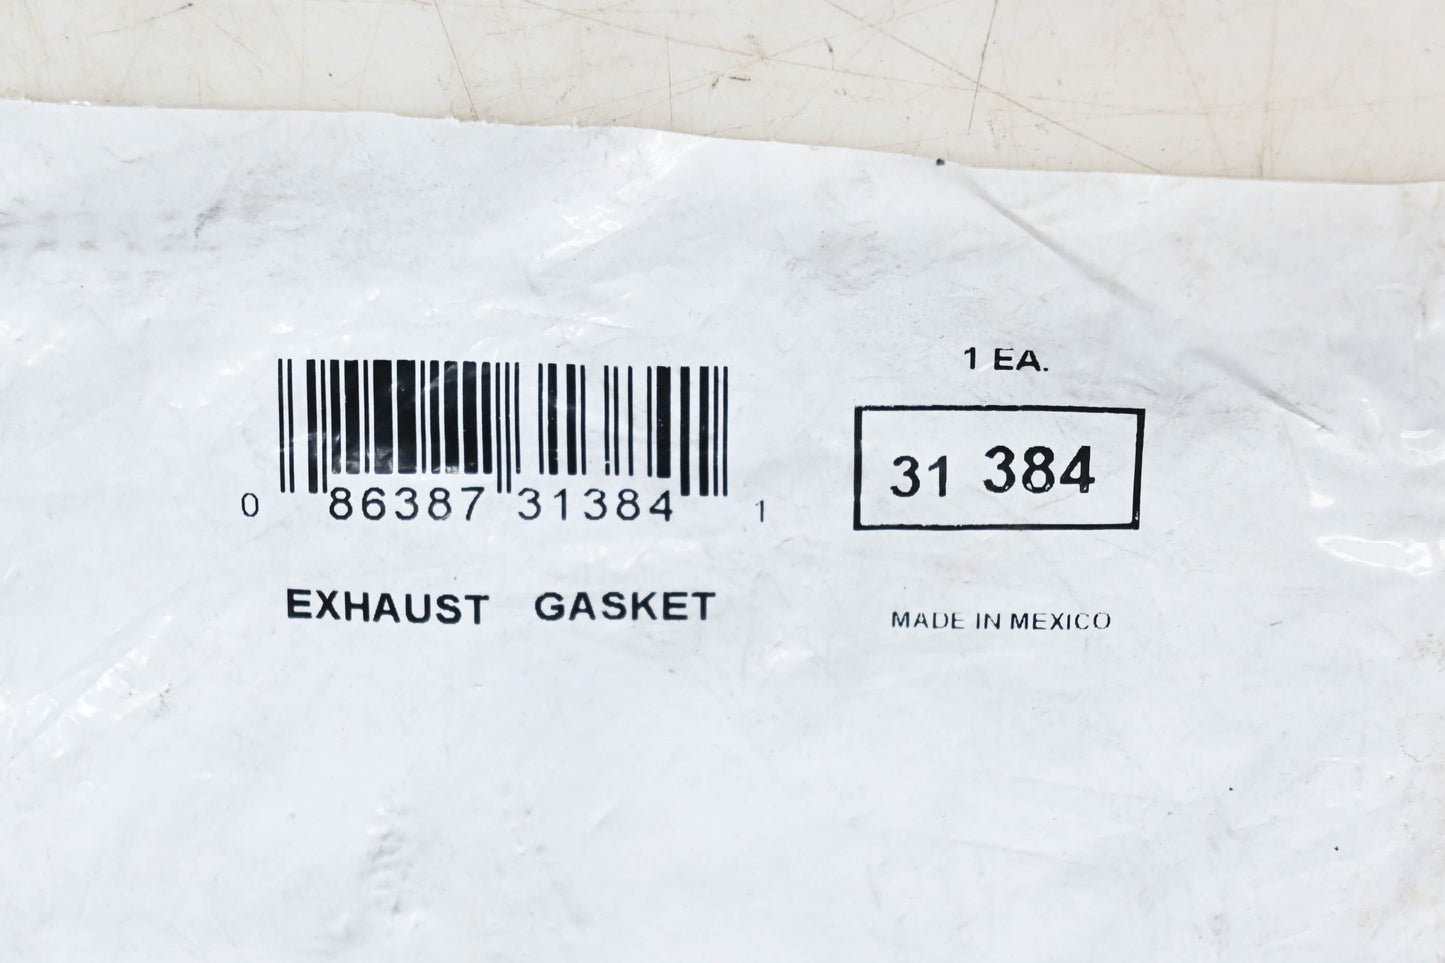 0 86387 31384 1
EXHAUST GASKET
1 EA.
31 384
MADE IN MEXICO